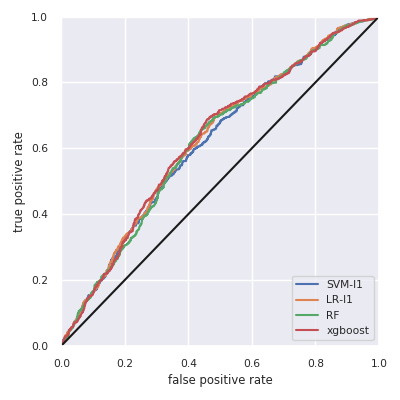 1.0
0.8
0.6
0.4
0.2
0.0
true positive rate
0.0 0.2 0.4 0.6 0.8 1.0
false positive rate
SVM-l1
LR-l1
RF
xgboost